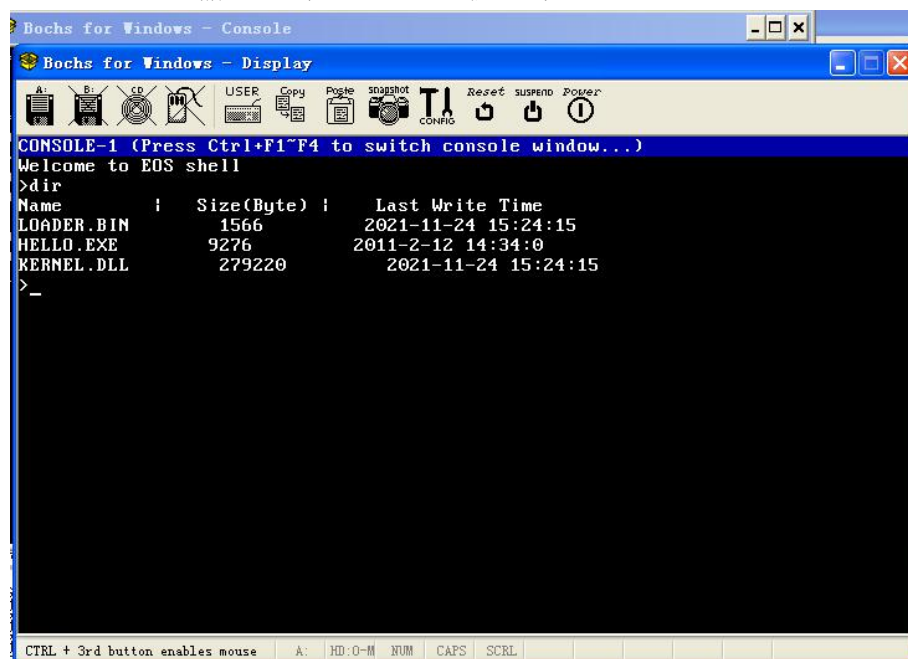 Bochs for Windows - Console
Bochs for Windows - Display
A: B: CD USER Copy Paste snapshot CONFIG Reset SUSPEND Power
CONSOLE-1 (Press Ctrl+F1~F4 to switch console window...)
Welcome to EOS shell
>dir
Name | Size(Byte) | Last Write Time
LOADER.BIN 1566 2021-11-24 15:24:15
HELLO.EXE 9276 2011-2-12 14:34:0
KERNEL.DLL 279220 2021-11-24 15:24:15
>_
CTRL + 3rd button enables mouse A: HD:0-M NUM CAPS SCRL